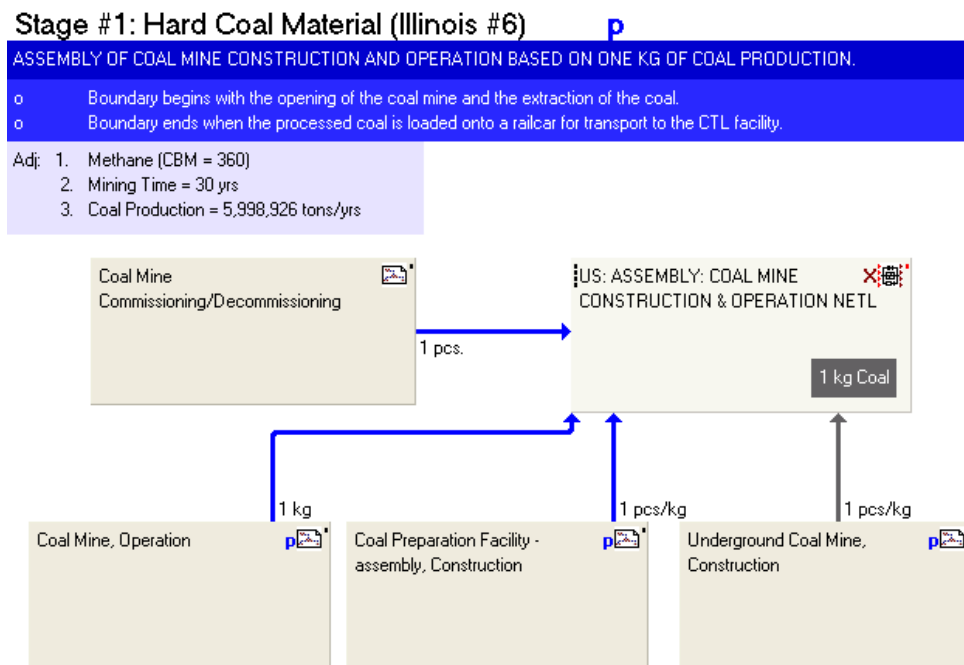 Stage #1: Hard Coal Material (Illinois #6) p
ASSEMBLY OF COAL MINE CONSTRUCTION AND OPERATION BASED ON ONE KG OF COAL PRODUCTION.
o Boundary begins with the opening of the coal mine and the extraction of the coal.
o Boundary ends when the processed coal is loaded onto a railcar for transport to the CTL facility.
Adj: 1. Methane (CBM = 360)
2. Mining Time = 30 yrs
3. Coal Production = 5,998,926 tons/yrs
Coal Mine
Commissioning/Decommissioning
US: ASSEMBLY: COAL MINE
CONSTRUCTION & OPERATION NETL
1 pcs.
1 kg Coal
1 kg
1 pcs/kg
1 pcs/kg
Coal Mine, Operation p
Coal Preparation Facility - p
assembly, Construction
Underground Coal Mine, p
Construction